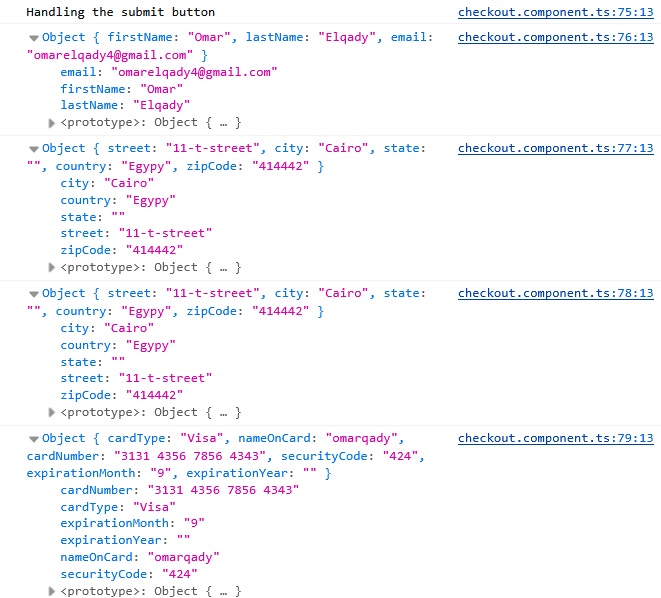 Handling the submit button checkout.component.ts:75:13
Object { firstName: "Omar", lastName: "Elqady", email: checkout.component.ts:76:13
"omarelqady4@gmail.com" }
email: "omarelqady4@gmail.com"
firstName: "Omar"
lastName: "Elqady"
<prototype>: Object { … }
Object { street: "11-t-street", city: "Cairo", state: checkout.component.ts:77:13
"", country: "Egypy", zipCode: "414442" }
city: "Cairo"
country: "Egypy"
state: ""
street: "11-t-street"
zipCode: "414442"
<prototype>: Object { … }
Object { street: "11-t-street", city: "Cairo", state: checkout.component.ts:78:13
"", country: "Egypy", zipCode: "414442" }
city: "Cairo"
country: "Egypy"
state: ""
street: "11-t-street"
zipCode: "414442"
<prototype>: Object { … }
Object { cardType: "Visa", nameOnCard: "omarqady", checkout.component.ts:79:13
cardNumber: "3131 4356 7856 4343", securityCode: "424",
expirationMonth: "9", expirationYear: "" }
cardNumber: "3131 4356 7856 4343"
cardType: "Visa"
expirationMonth: "9"
expirationYear: ""
nameOnCard: "omarqady"
securityCode: "424"
<prototype>: Object { … }